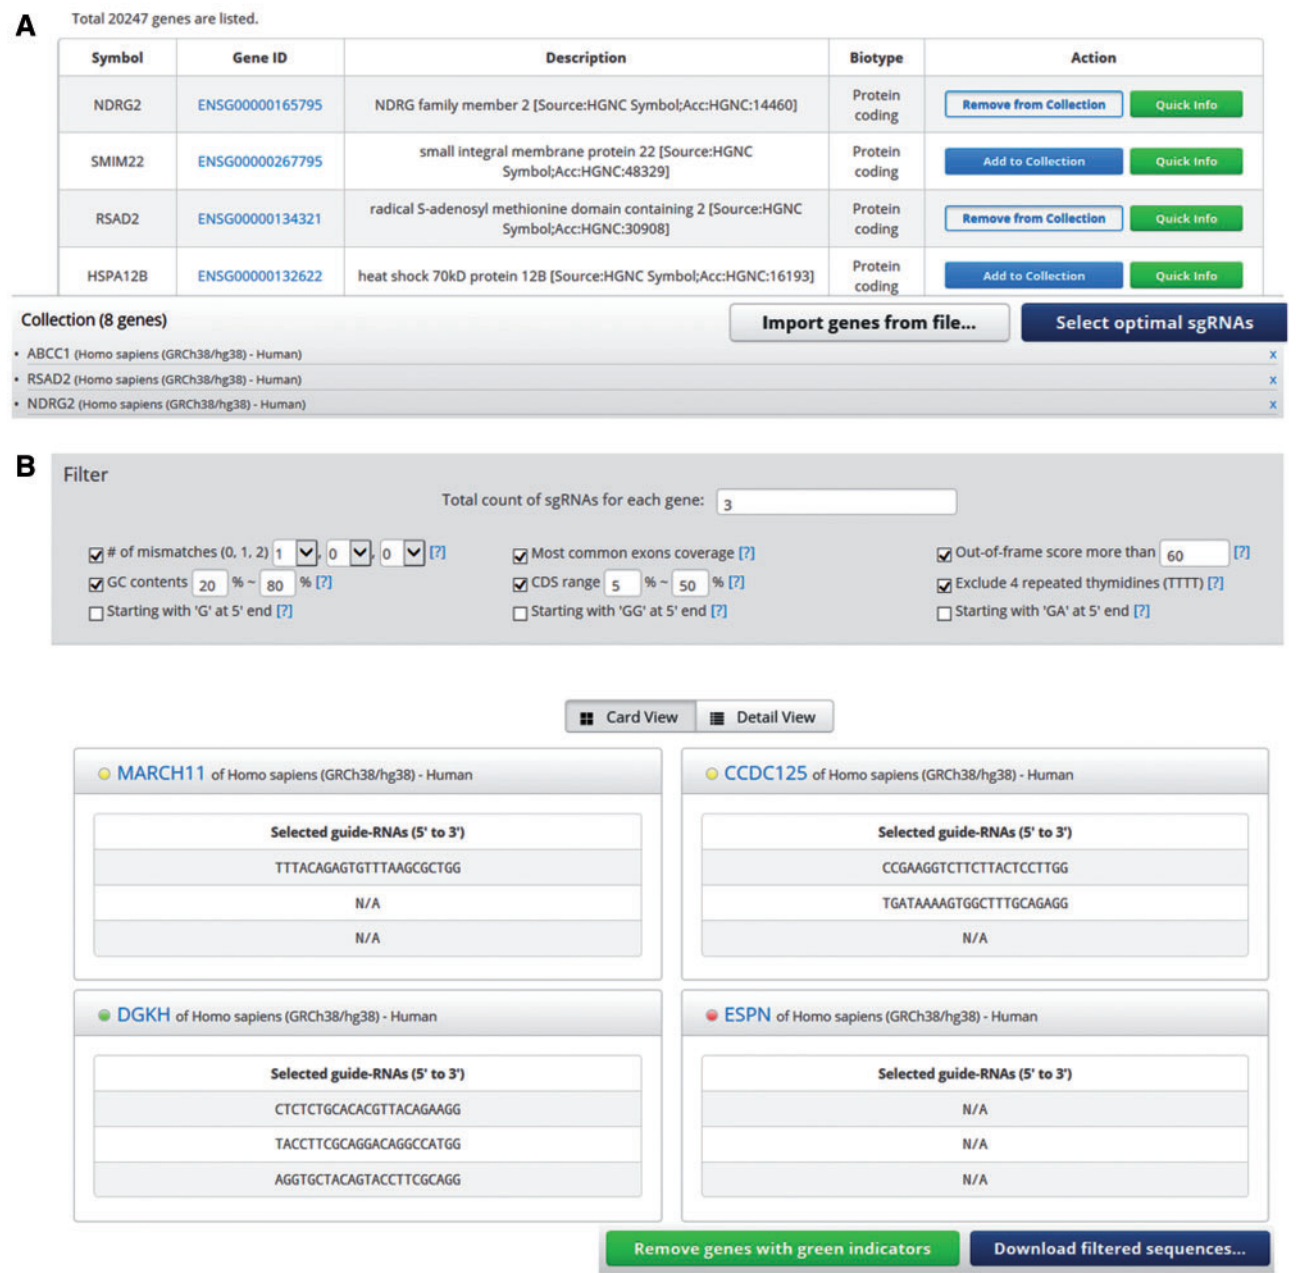 A
Total 20247 genes are listed.
Symbol Gene ID Description Biotype Action
NDRG2 ENSG00000165795 NDRG family member 2 [Source:HGNC Symbol;Acc:HGNC:14460] Protein coding Remove from Collection Quick Info
SMIM22 ENSG00000267795 small integral membrane protein 22 [Source:HGNC Symbol;Acc:HGNC:48329] Protein coding Add to Collection Quick Info
RSAD2 ENSG00000134321 radical S-adenosyl methionine domain containing 2 [Source:HGNC Symbol;Acc:HGNC:30908] Protein coding Remove from Collection Quick Info
HSPA12B ENSG00000132622 heat shock 70kD protein 12B [Source:HGNC Symbol;Acc:HGNC:16193] Protein coding Add to Collection Quick Info
Collection (8 genes) Import genes from file... Select optimal sgRNAs
• ABCC1 (Homo sapiens (GRCh38/hg38) - Human) x
• RSAD2 (Homo sapiens (GRCh38/hg38) - Human) x
• NDRG2 (Homo sapiens (GRCh38/hg38) - Human) x
B
Filter
Total count of sgRNAs for each gene: 3
# of mismatches (0, 1, 2) 1 , 0 , 0 [?] Most common exons coverage [?] Out-of-frame score more than 60 [?]
GC contents 20 % ~ 80 % [?] CDS range 5 % ~ 50 % [?] Exclude 4 repeated thymidines (TTTT) [?]
Starting with 'G' at 5' end [?] Starting with 'GG' at 5' end [?] Starting with 'GA' at 5' end [?]
Card View Detail View
MARCH11 of Homo sapiens (GRCh38/hg38) - Human
Selected guide-RNAs (5' to 3')
TTTACAGAGTGTTTAAGCGCTGG
N/A
N/A
CCDC125 of Homo sapiens (GRCh38/hg38) - Human
Selected guide-RNAs (5' to 3')
CCGAAGGTCTTCTTACTCCTTGG
TGATAAAAGTGGCTTTGCAGAGG
N/A
DGKH of Homo sapiens (GRCh38/hg38) - Human
Selected guide-RNAs (5' to 3')
CTCTCTGCACACGTTACAGAAGG
TACCTTCGCAGGACAGGCCATGG
AGGTGCTACAGTACCTTCGCAGG
ESPN of Homo sapiens (GRCh38/hg38) - Human
Selected guide-RNAs (5' to 3')
N/A
N/A
N/A
Remove genes with green indicators Download filtered sequences...